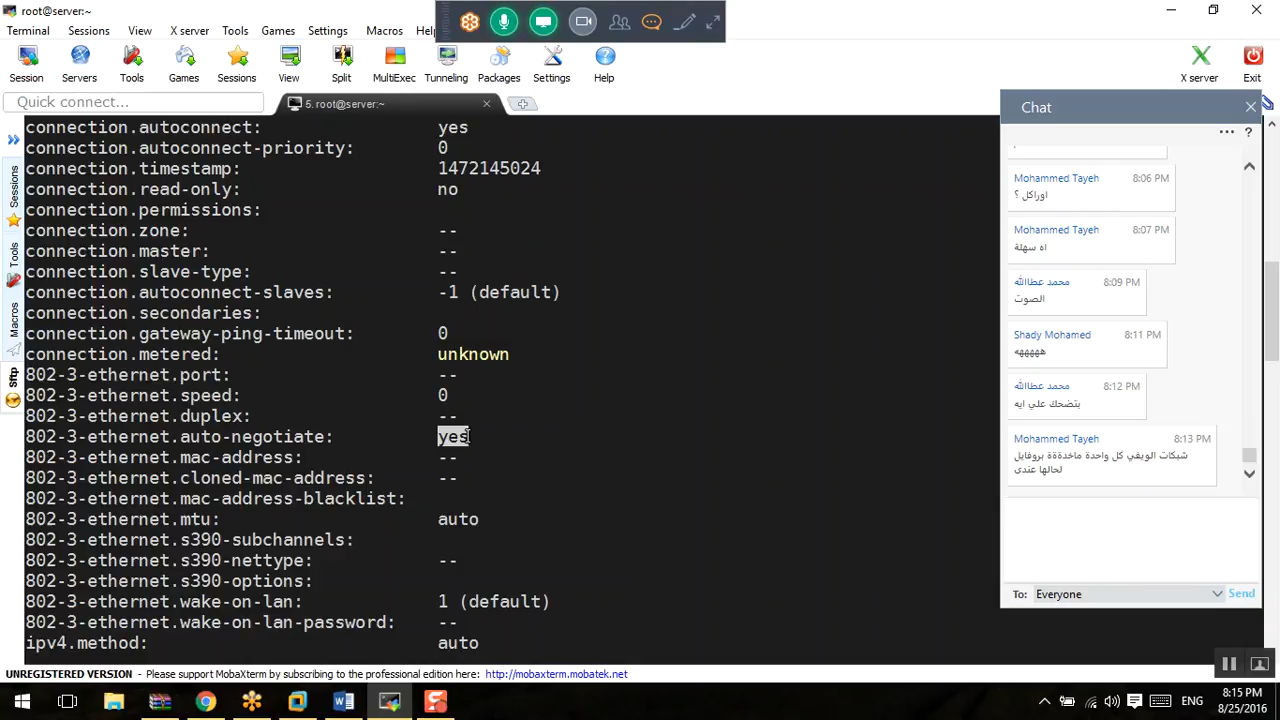 root@server:~
Terminal Sessions View X server Tools Games Settings Macros Help
Session Servers Tools Games Sessions View Split MultiExec Tunneling Packages Settings Help X server Exit
Quick connect...
5. root@server:~
Sessions
Tools
Macros
Sftp
connection.autoconnect: yes
connection.autoconnect-priority: 0
connection.timestamp: 1472145024
connection.read-only: no
connection.permissions:
connection.zone: --
connection.master: --
connection.slave-type: --
connection.autoconnect-slaves: -1 (default)
connection.secondaries:
connection.gateway-ping-timeout: 0
connection.metered: unknown
802-3-ethernet.port: --
802-3-ethernet.speed: 0
802-3-ethernet.duplex: --
802-3-ethernet.auto-negotiate: yes
802-3-ethernet.mac-address: --
802-3-ethernet.cloned-mac-address: --
802-3-ethernet.mac-address-blacklist:
802-3-ethernet.mtu: auto
802-3-ethernet.s390-subchannels:
802-3-ethernet.s390-nettype: --
802-3-ethernet.s390-options:
802-3-ethernet.wake-on-lan: 1 (default)
802-3-ethernet.wake-on-lan-password: --
ipv4.method: auto
Chat
Mohammed Tayeh 8:06 PM
اوراكل ؟
Mohammed Tayeh 8:07 PM
اه سهلة
محمد عطاالله 8:09 PM
الصوت
Shady Mohamed 8:11 PM
هههههه
محمد عطاالله 8:12 PM
بتضحك علي ايه
Mohammed Tayeh 8:13 PM
شبكات الويفي كل واحدة ماخدةةة بروفايل
لحالها عندى
To: Everyone Send
UNREGISTERED VERSION - Please support MobaXterm by subscribing to the professional edition here: http://mobaxterm.mobatek.net
ENG
8:15 PM
8/25/2016